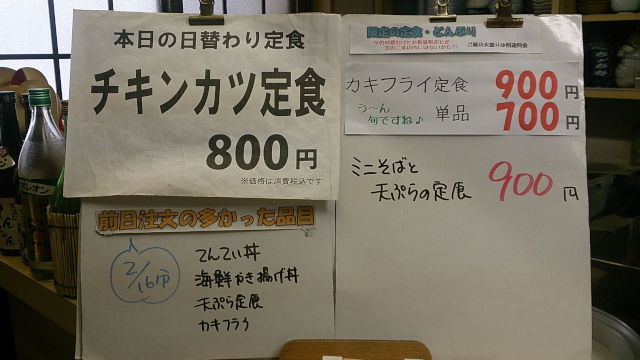 本日の日替わり定食
チキンカツ定食
800円
※価格は消費税込です
前日注文の多かった品目
2/16分
てんてい丼
海鮮かき揚げ丼
天ぷら定食
カキフライ
限定の定食・どんぶり
カキフライ定食 900円
う〜ん
旬ですね♪
単品 700円
ミニそばと
天ぷらの定食 900円